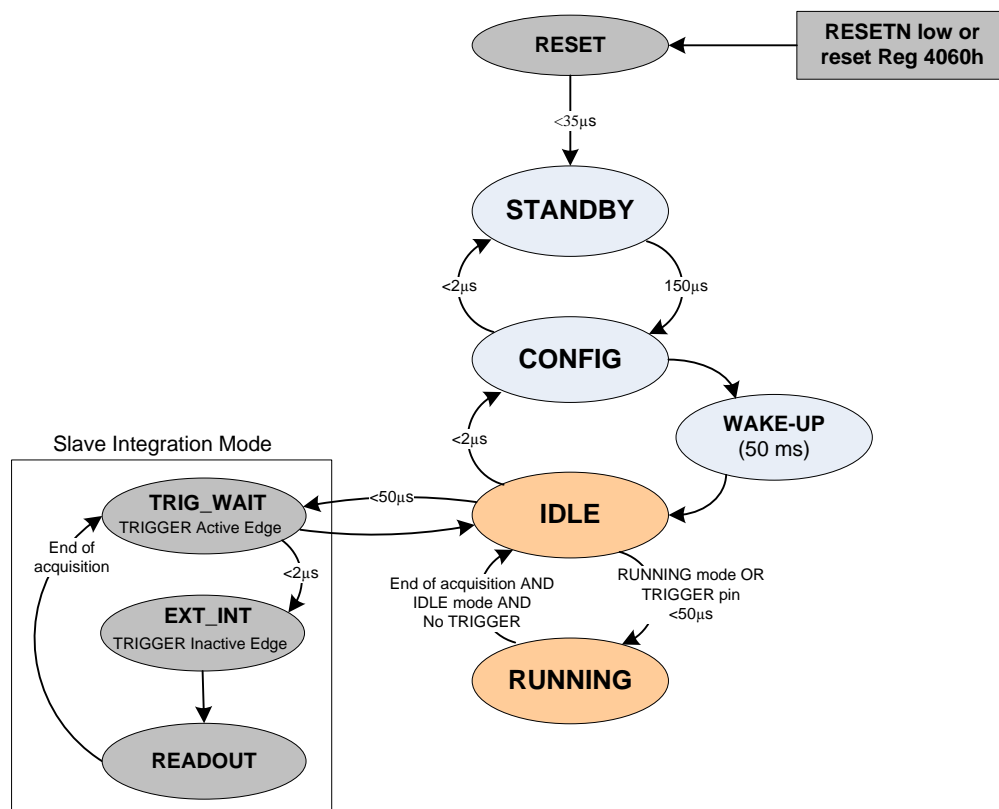 RESET
RESETN low or
reset Reg 4060h
<35µs
STANDBY
<2µs
150µs
CONFIG
WAKE-UP
(50 ms)
<2µs
Slave Integration Mode
TRIG_WAIT
TRIGGER Active Edge
<50µs
IDLE
End of
acquisition
<2µs
End of acquisition AND
IDLE mode AND
No TRIGGER
RUNNING mode OR
TRIGGER pin
<50µs
EXT_INT
TRIGGER Inactive Edge
RUNNING
READOUT